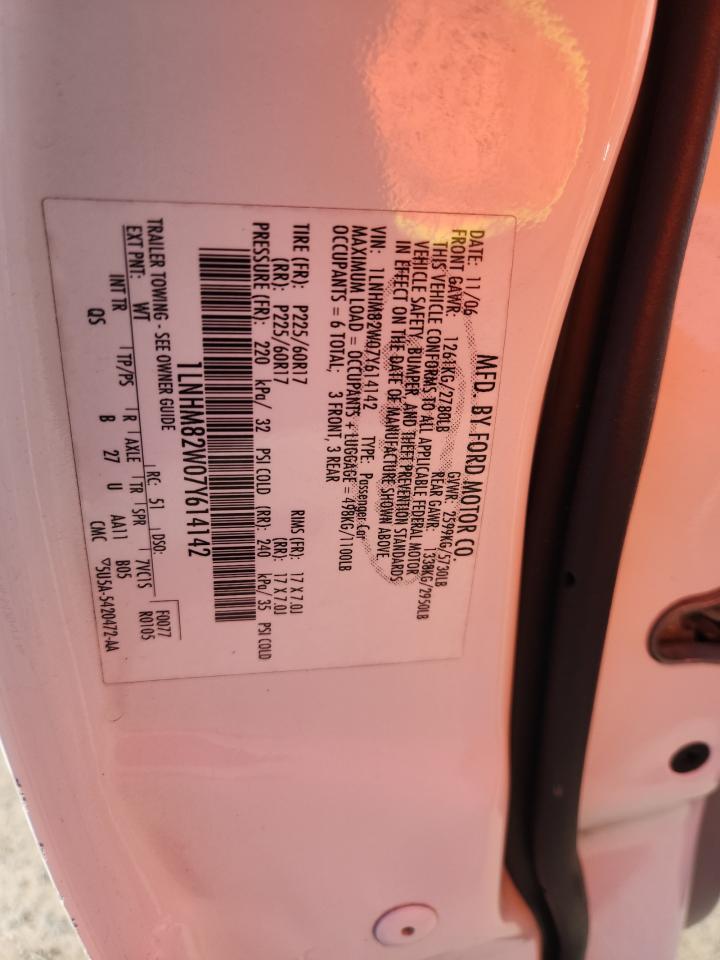 MFD. BY FORD MOTOR CO.
DATE: 11/06 GVWR: 2599KG/5730LB
FRONT GAWR: 1261KG/2780LB REAR GAWR: 1338KG/2950LB
THIS VEHICLE CONFORMS TO ALL APPLICABLE FEDERAL MOTOR
VEHICLE SAFETY, BUMPER, AND THEFT PREVENTION STANDARDS
IN EFFECT ON THE DATE OF MANUFACTURE SHOWN ABOVE.
VIN: 1LNHM82W07Y614142 TYPE: Passenger Car
MAXIMUM LOAD = OCCUPANTS + LUGGAGE = 498KG/1100LB
OCCUPANTS = 6 TOTAL; 3 FRONT, 3 REAR
TIRE (FR): P225/60R17 RIMS (FR): 17 X 7.0J
(RR): P225/60R17 (RR): 17 X 7.0J
PRESSURE (FR): 220 kPa/ 32 PSI COLD (RR): 240 kPa/ 35 PSI COLD
1LNHM82W07Y614142
TRAILER TOWING - SEE OWNER GUIDE F0077
EXT PNT: WT RC: 51 DSO: R0105
INT TR TP/PS R AXLE TR SPR 7VC1S
QS B 27 U AA11 B05
CMC ▽5U5A-5420472-AA